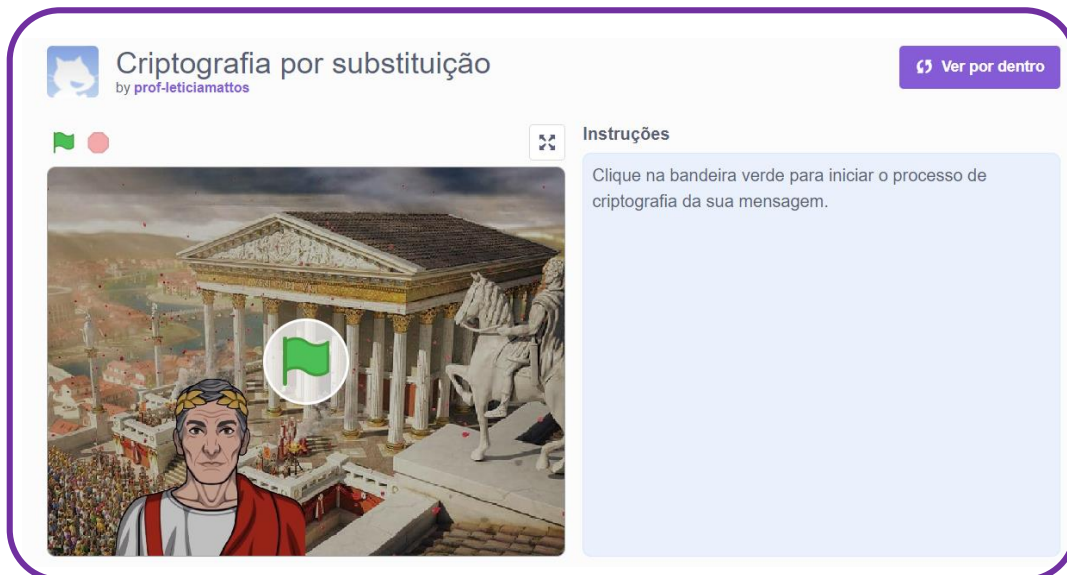 Criptografia por substituição
by prof-leticiamattos
Ver por dentro
Instruções
Clique na bandeira verde para iniciar o processo de
criptografia da sua mensagem.